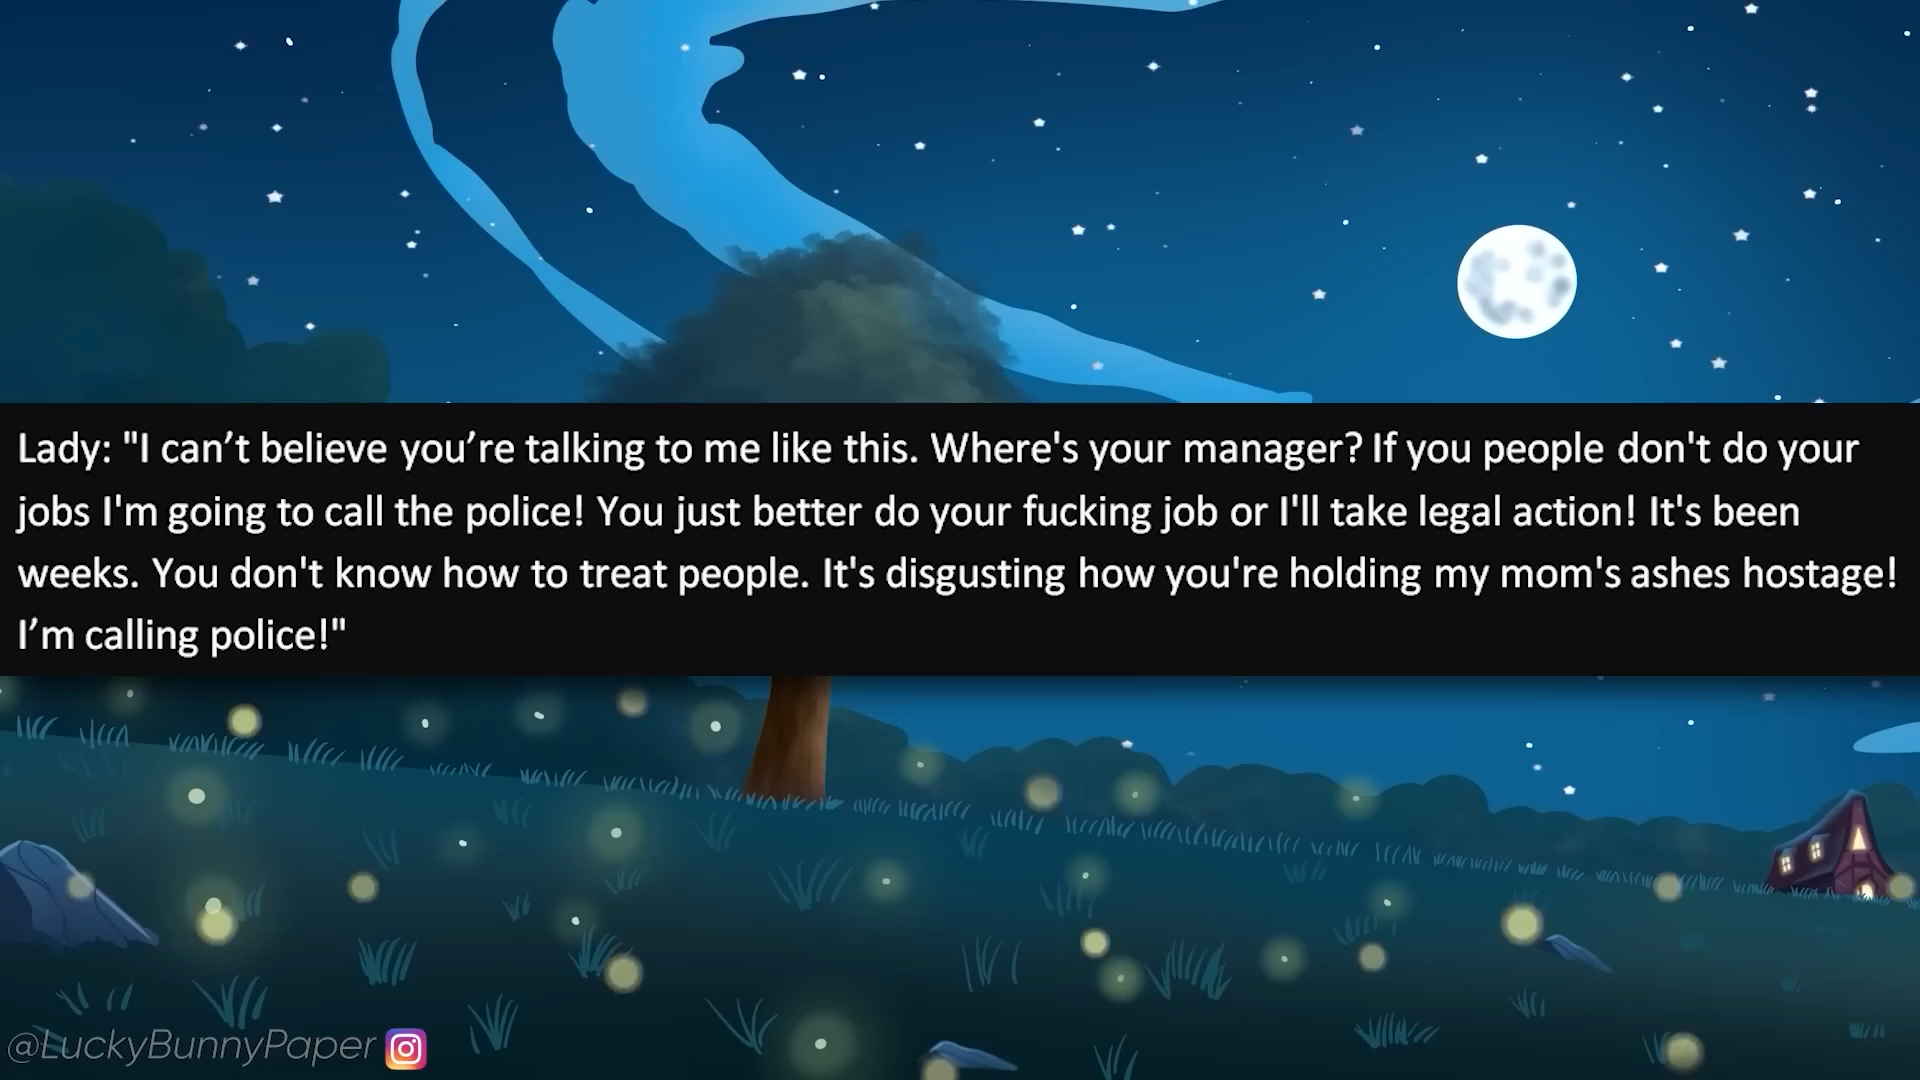 Lady: "I can’t believe you’re talking to me like this. Where's your manager? If you people don't do your
jobs I'm going to call the police! You just better do your fucking job or I'll take legal action! It's been
weeks. You don't know how to treat people. It's disgusting how you're holding my mom's ashes hostage!
I’m calling police!"
@LuckyBunnyPaper